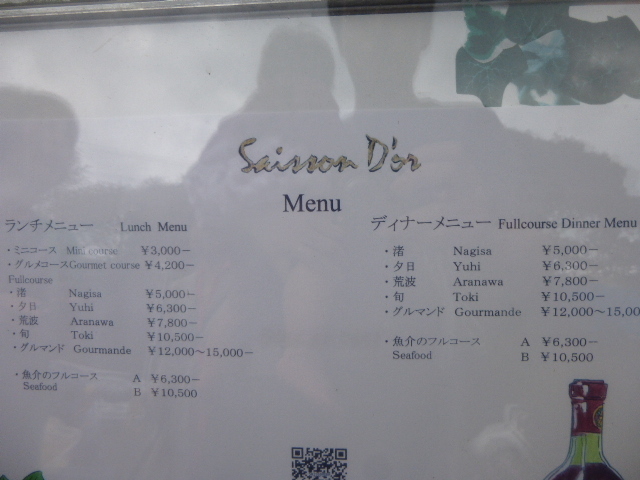 Saisson D'or
Menu
ランチメニュー Lunch Menu
・ミニコース Mini course ￥3,000－
・グルメコース Gourmet course ￥4,200－
Fullcourse
・渚 Nagisa ￥5,000－
・夕日 Yuhi ￥6,300－
・荒波 Aranawa ￥7,800－
・旬 Toki ￥10,500－
・グルマンド Gourmande ￥12,000～15,000－
・魚介のフルコース A ￥6,300－
Seafood B ￥10,500
ディナーメニュー Fullcourse Dinner Menu
・渚 Nagisa ￥5,000－
・夕日 Yuhi ￥6,300－
・荒波 Aranawa ￥7,800－
・旬 Toki ￥10,500－
・グルマンド Gourmande ￥12,000～15,00
・魚介のフルコース A ￥6,300－
Seafood B ￥10,500